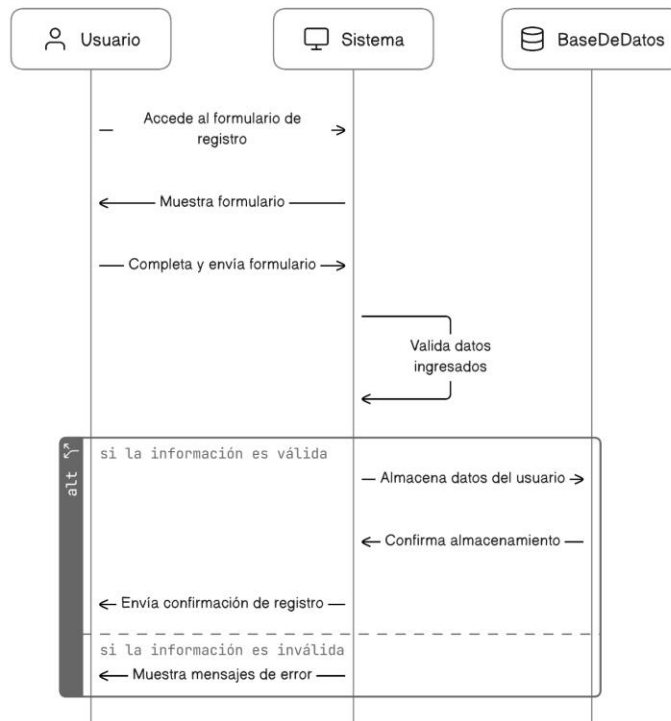 Usuario
Sistema
BaseDeDatos
Accede al formulario de
registro
Muestra formulario
Completa y envía formulario
Valida datos
ingresados
alt
si la información es válida
Almacena datos del usuario
Confirma almacenamiento
Envía confirmación de registro
si la información es inválida
Muestra mensajes de error